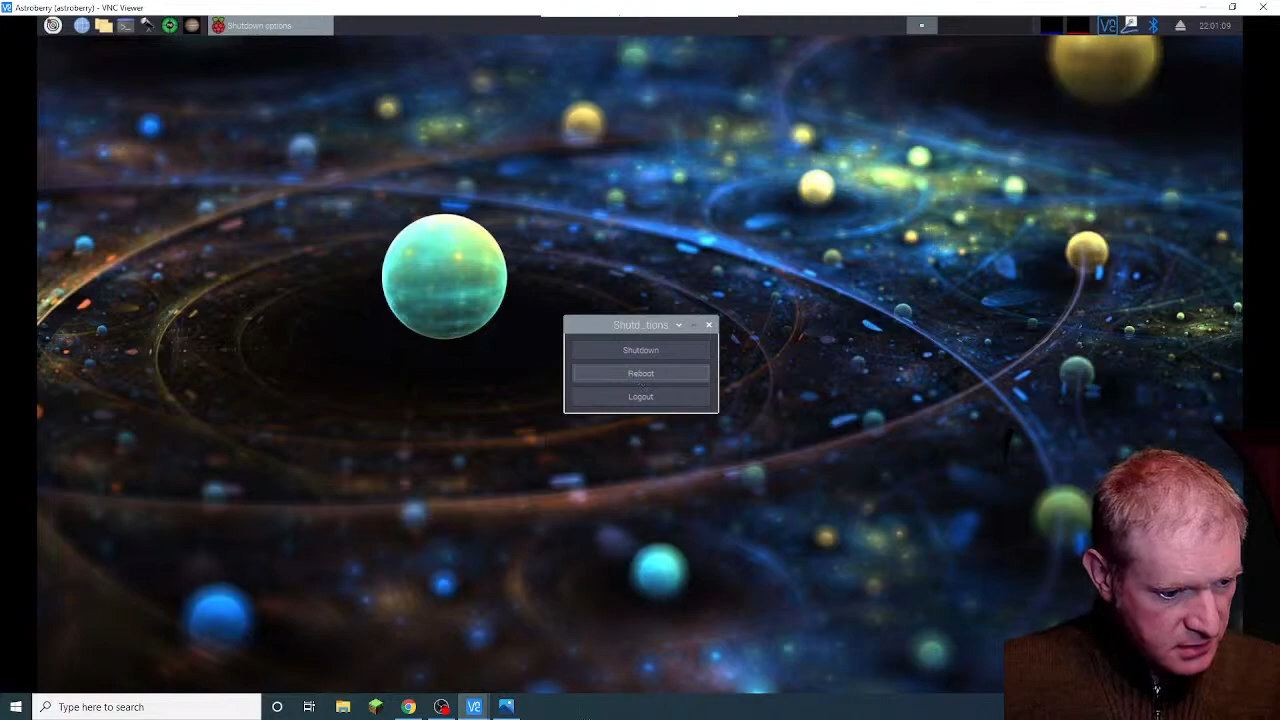 Astroberry (astroberry) - VNC Viewer
Shutdown options
22:01:09
Shutd...tions
Shutdown
Reboot
Logout
Type here to search